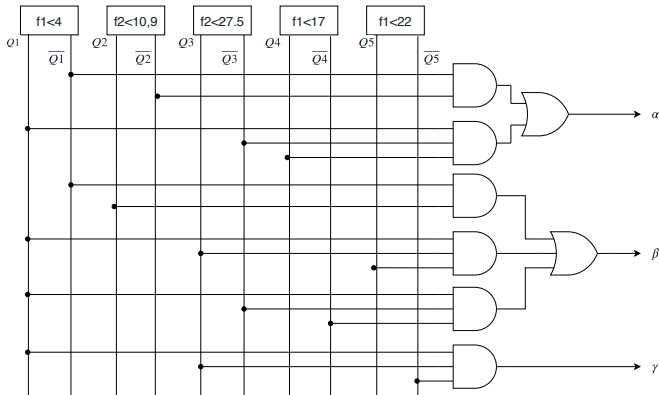 f1<4 f2<10,9 f2<27.5 f1<17 f1<22
Q1 Q̅1̅ Q2 Q̅2̅ Q3 Q̅3̅ Q4 Q̅4̅ Q5 Q̅5̅
α
β
γ